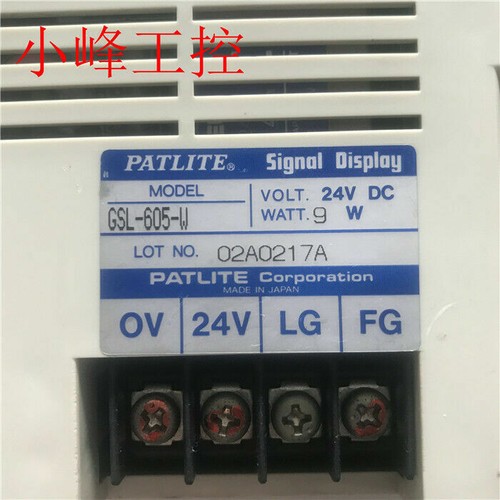 小峰工控
PATLITE® Signal Display
MODEL
GSL-605-W
VOLT. 24V DC
WATT. 9 W
LOT NO. 02A0217A
PATLITE Corporation
MADE IN JAPAN
OV 24V LG FG